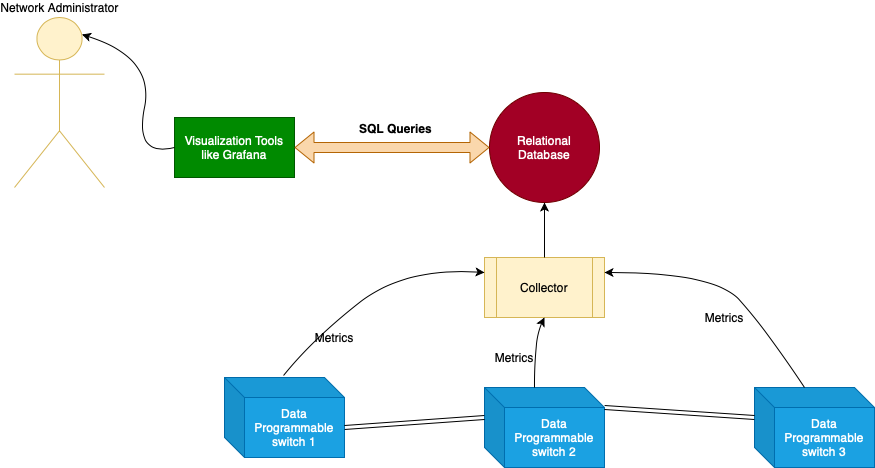 Network Administrator
Visualization Tools
like Grafana
SQL Queries
Relational
Database
Collector
Metrics
Metrics
Metrics
Data
Programmable
switch 1
Data
Programmable
switch 2
Data
Programmable
switch 3